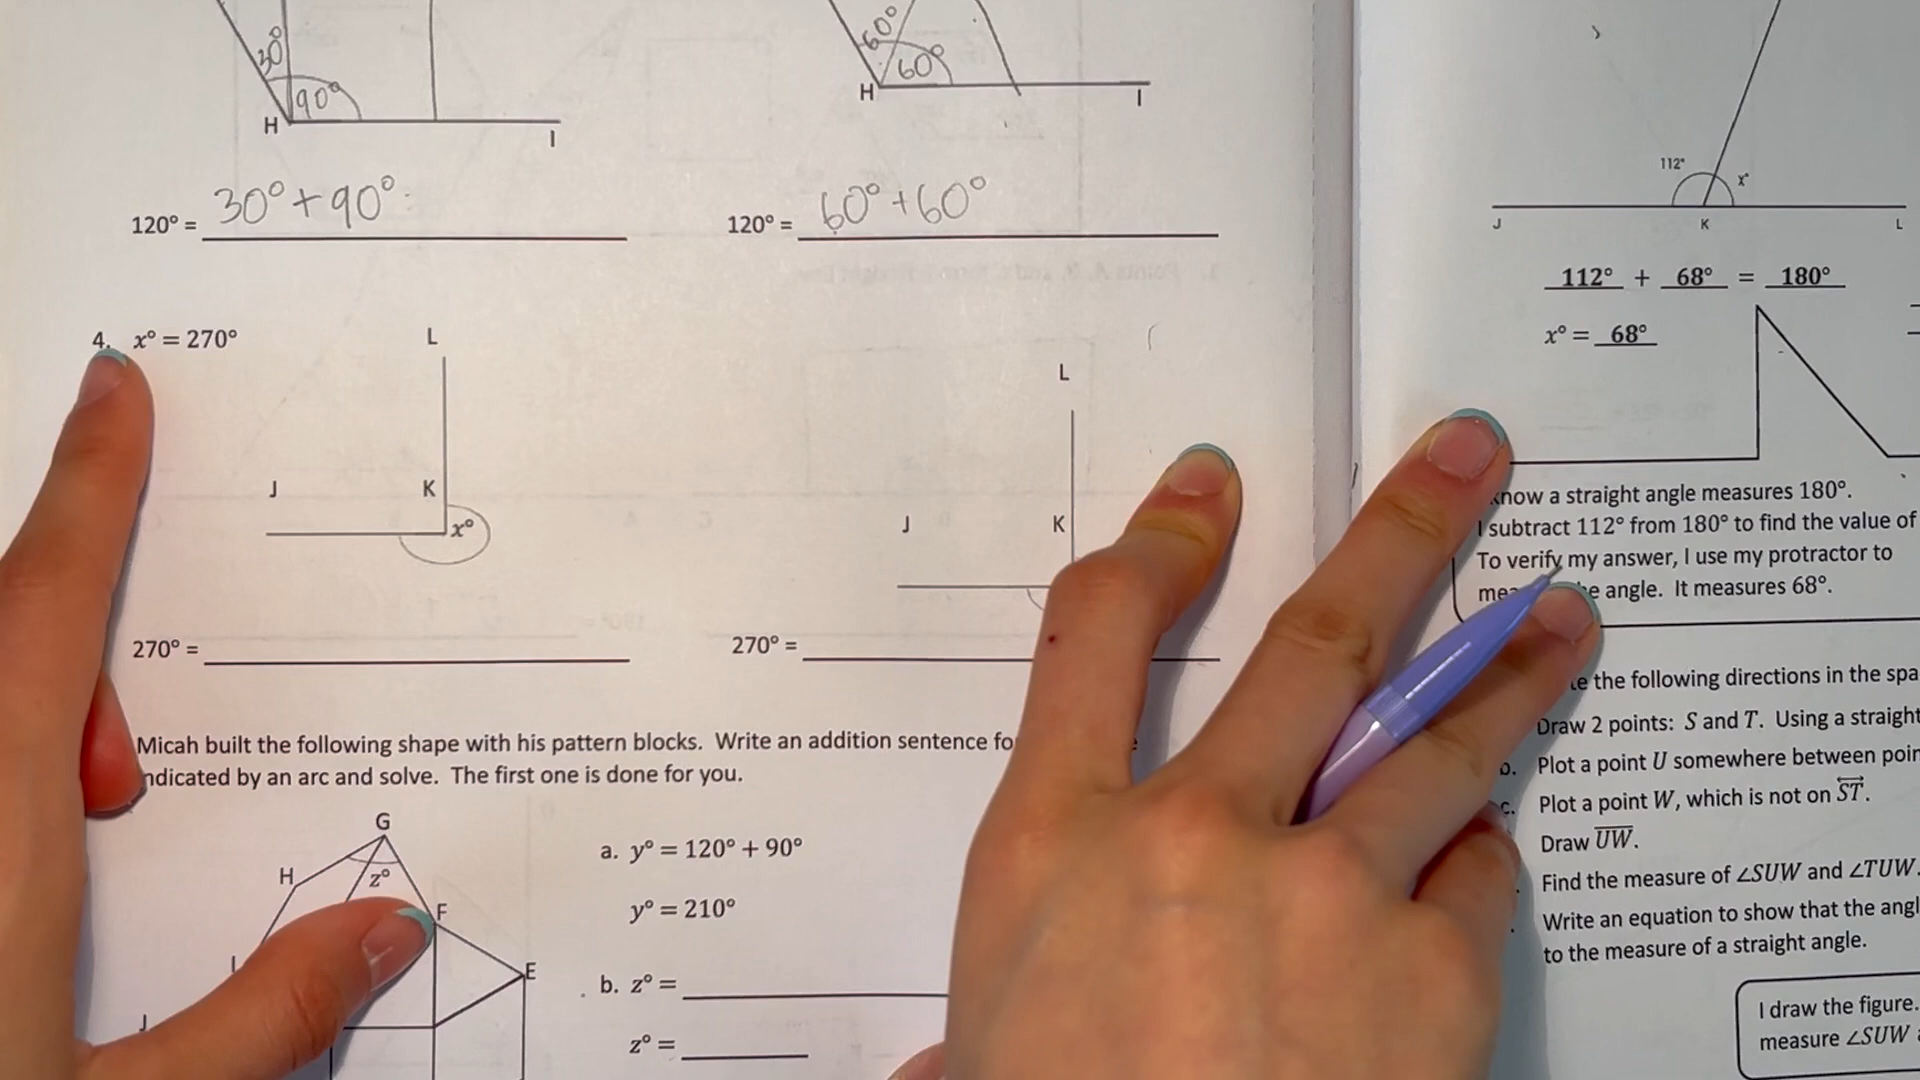 30°
90°
H
I
60°
60°
H
I
120° = 30° + 90°
120° = 60° + 60°
4. x° = 270°
L
J
K
x°
L
J
K
270° =
270° =
Micah built the following shape with his pattern blocks. Write an addition sentence
ndicated by an arc and solve. The first one is done for you.
G
H
z°
F
E
J
a. y° = 120° + 90°
y° = 210°
b. z° =
z° =
112°
x°
J
K
L
112° + 68° = 180°
x° = 68°
know a straight angle measures 180°.
I subtract 112° from 180° to find the value of
To verify my answer, I use my protractor to
angle. It measures 68°.
the following directions in the
Draw 2 points: S and T. Using a
b. Plot a point U somewhere between
c. Plot a point W, which is not on ST.
Draw UW.
Find the measure of ∠SUW and ∠TUW.
Write an equation to show that the
to the measure of a straight angle.
I draw the figure.
measure ∠SUW